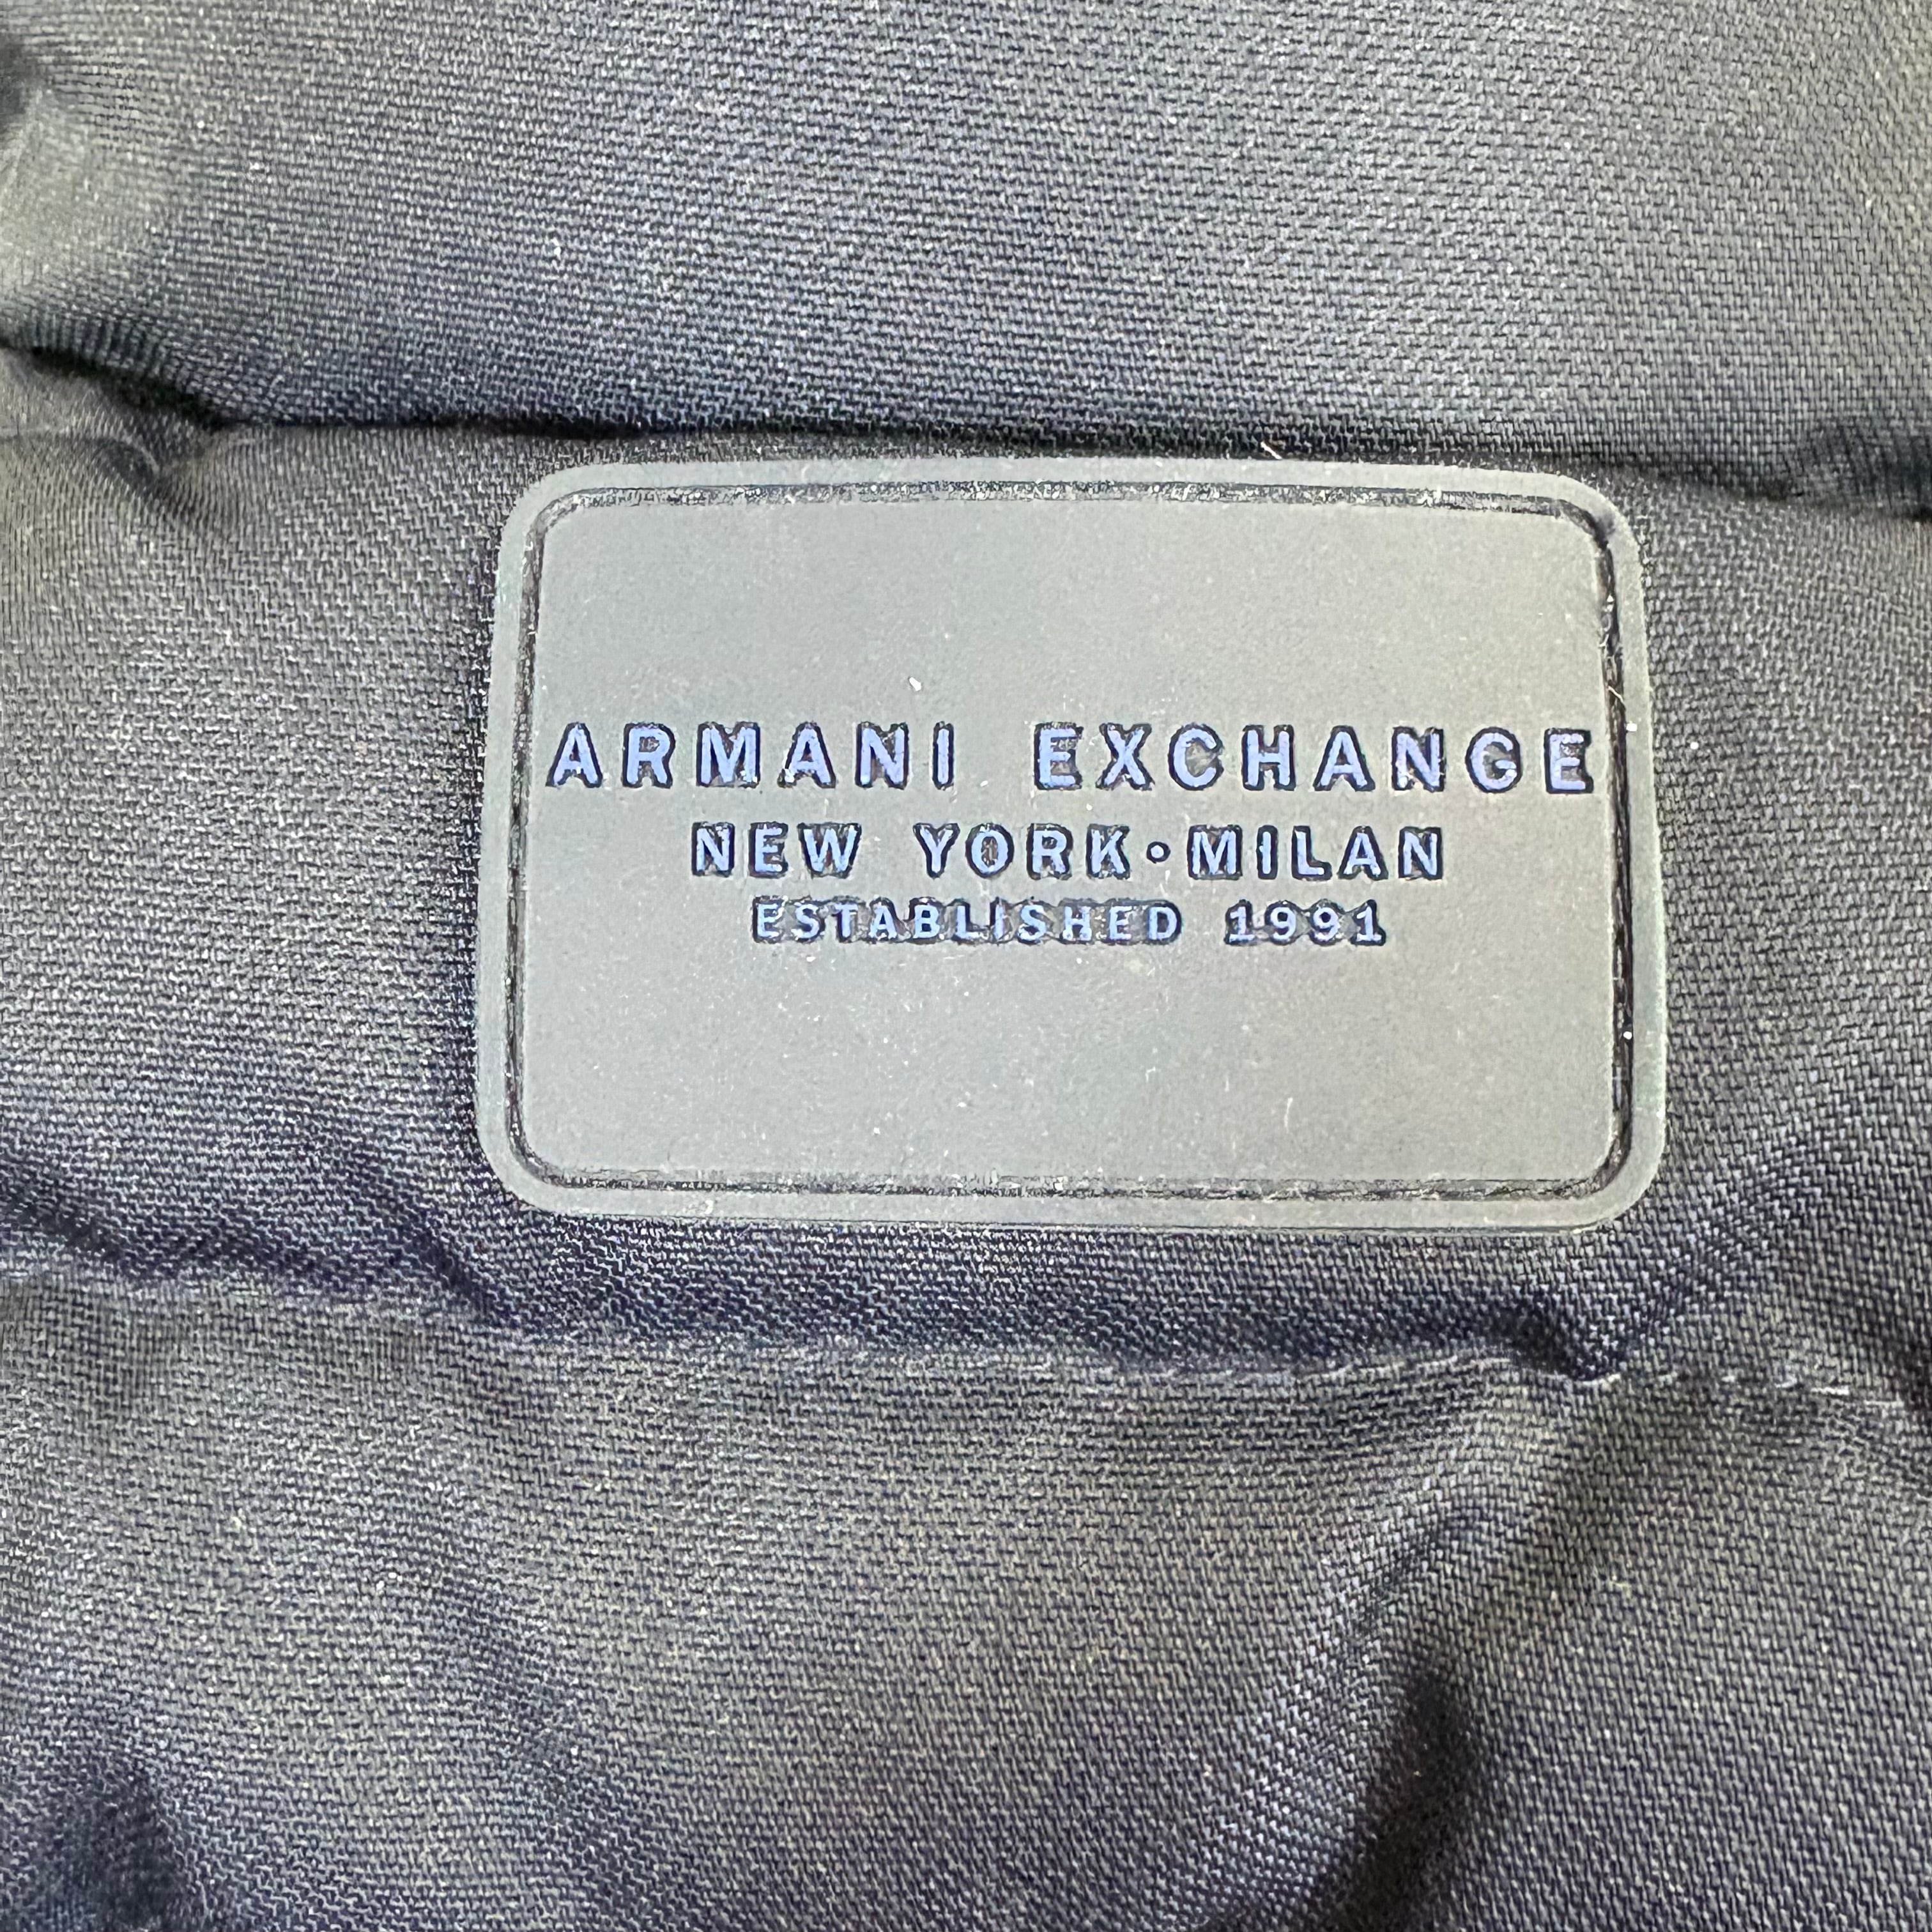 ARMANI EXCHANGE
NEW YORK•MILAN
ESTABLISHED 1991